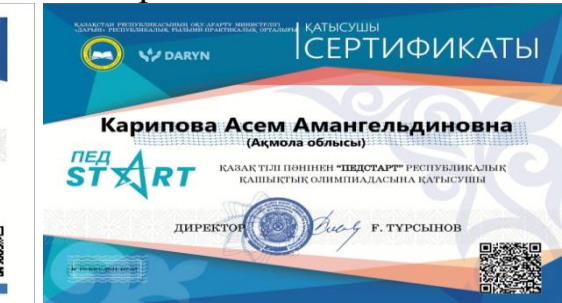 ҚАЗАҚСТАН РЕСПУБЛИКАСЫНЫҢ ОҚУ-АҒАРТУ МИНИСТРЛІГІ
«ДАРЫН» РЕСПУБЛИКАЛЫҚ ҒЫЛЫМИ-ПРАКТИКАЛЫҚ ОРТАЛЫҒЫ
ҚАТЫСУШЫ
СЕРТИФИКАТЫ
DARYN
Карипова Асем Амангельдиновна
(Ақмола облысы)
ПЕД
START
ҚАЗАҚ ТІЛІ ПӘНІНЕН "ПЕДСТАРТ" РЕСПУБЛИКАЛЫҚ
ҚАШЫҚТЫҚ ОЛИМПИАДАСЫНА ҚАТЫСУШЫ
ДИРЕКТОР
Ғ. ТҰРСЫНОВ